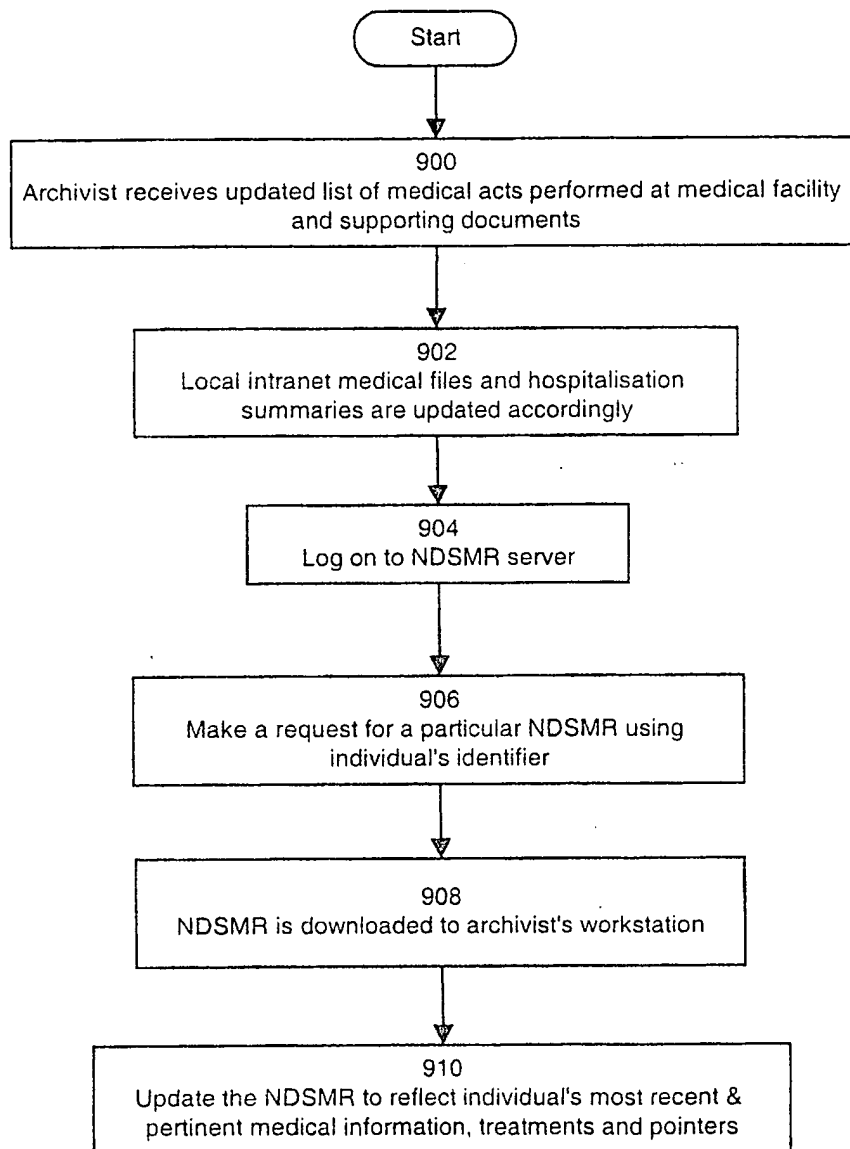 Start
900
Archivist receives updated list of medical acts performed at medical facility
and supporting documents
902
Local intranet medical files and hospitalisation
summaries are updated accordingly
904
Log on to NDSMR server
906
Make a request for a particular NDSMR using
individual's identifier
908
NDSMR is downloaded to archivist's workstation
910
Update the NDSMR to reflect individual's most recent &
pertinent medical information, treatments and pointers